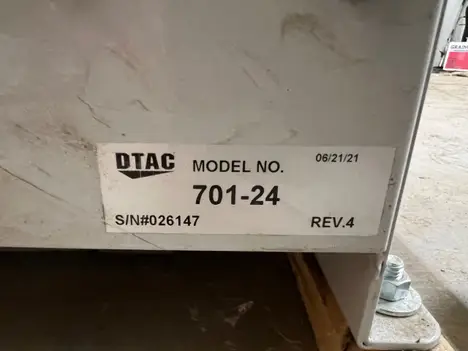 DTAC
MODEL NO.
06/21/21
701-24
S/N#026147
REV.4